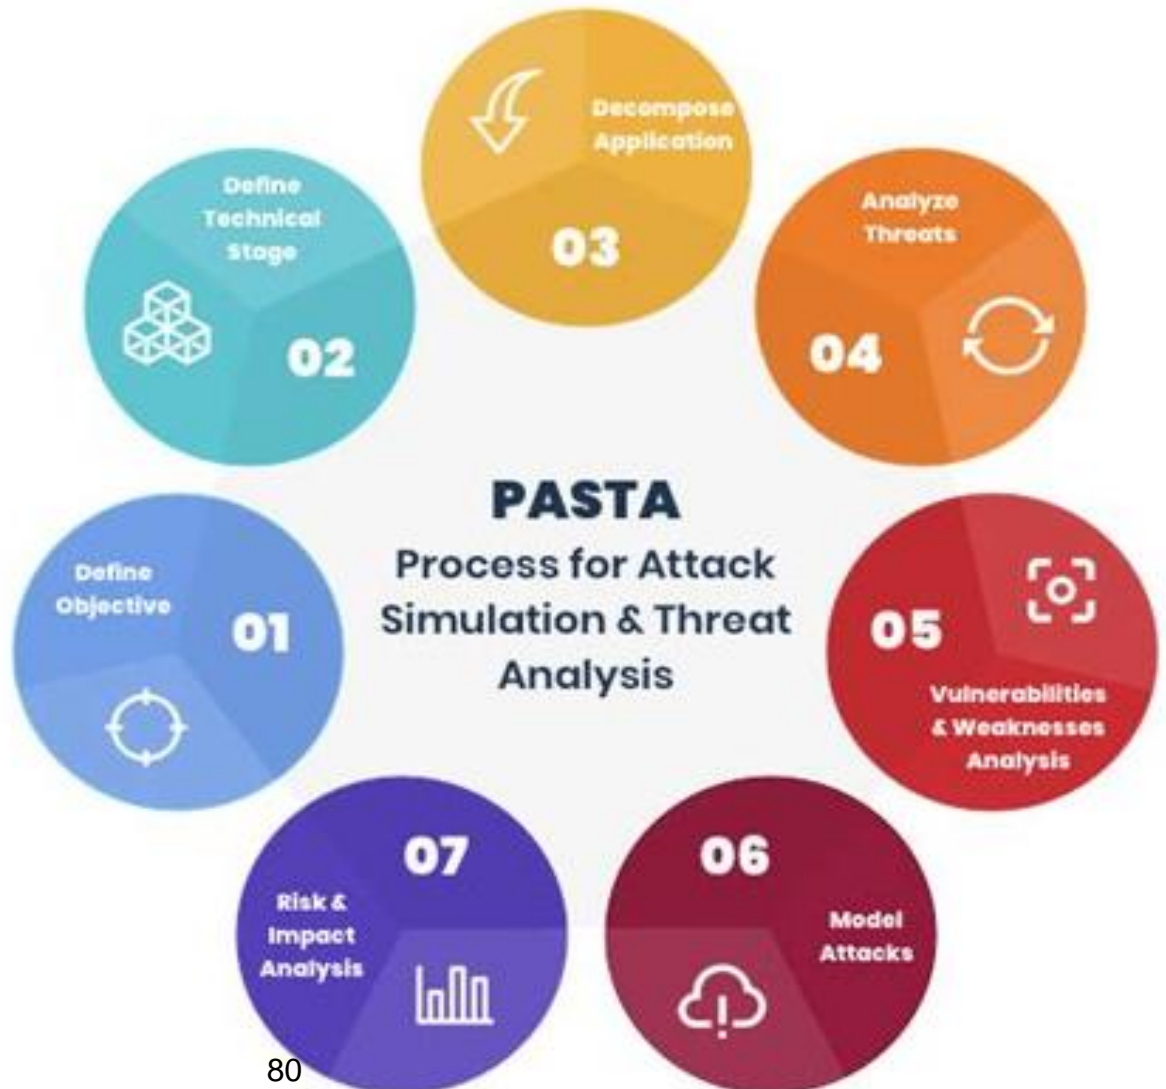 PASTA
Process for Attack
Simulation & Threat
Analysis
Define
Objective
01
Define
Technical
Stage
02
Decompose
Application
03
Analyze
Threats
04
05
Vulnerabilities
& Weaknesses
Analysis
06
Model
Attacks
07
Risk &
Impact
Analysis
80